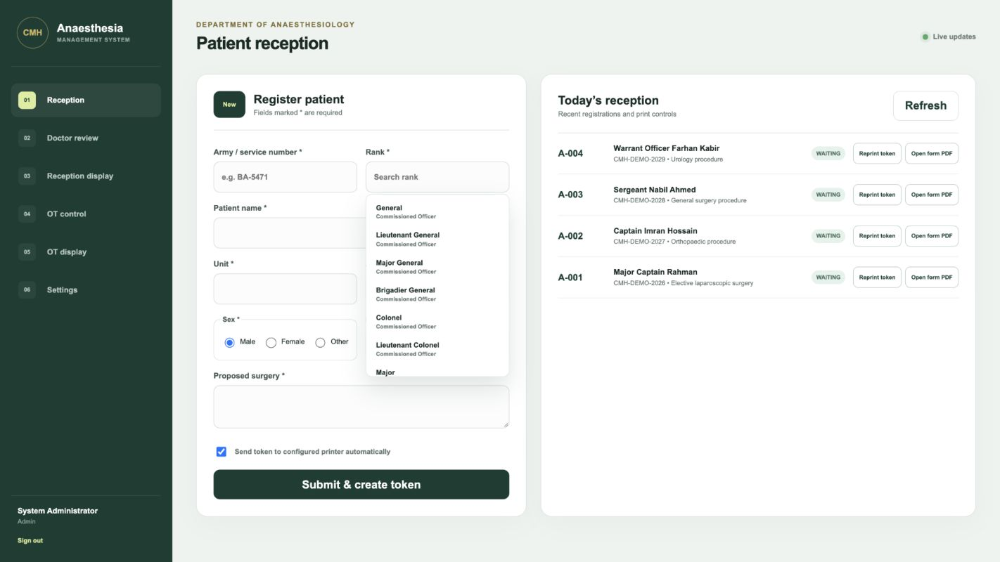 CMH
Anaesthesia
MANAGEMENT SYSTEM
01 Reception
02 Doctor review
03 Reception display
04 OT control
05 OT display
06 Settings
System Administrator
Admin
Sign out
DEPARTMENT OF ANAESTHESIOLOGY
Patient reception
Live updates
New
Register patient
Fields marked * are required
Army / service number *
e.g. BA-5471
Rank *
Search rank
General
Commissioned Officer
Lieutenant General
Commissioned Officer
Major General
Commissioned Officer
Brigadier General
Commissioned Officer
Colonel
Commissioned Officer
Lieutenant Colonel
Commissioned Officer
Major
Patient name *
Unit *
Sex *
Male Female Other
Proposed surgery *
Send token to configured printer automatically
Submit & create token
Today’s reception
Recent registrations and print controls
Refresh
A-004 Warrant Officer Farhan Kabir WAITING Reprint token Open form PDF
CMH-DEMO-2029 • Urology procedure
A-003 Sergeant Nabil Ahmed WAITING Reprint token Open form PDF
CMH-DEMO-2028 • General surgery procedure
A-002 Captain Imran Hossain WAITING Reprint token Open form PDF
CMH-DEMO-2027 • Orthopaedic procedure
A-001 Major Captain Rahman WAITING Reprint token Open form PDF
CMH-DEMO-2026 • Elective laparoscopic surgery